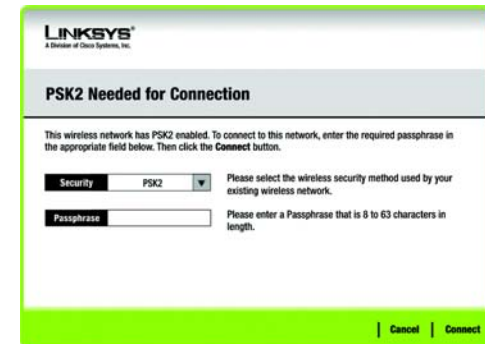 LINKSYS®
A Division of Cisco Systems, Inc.
PSK2 Needed for Connection
This wireless network has PSK2 enabled. To connect to this network, enter the required passphrase in
the appropriate field below. Then click the Connect button.
Security PSK2
Please select the wireless security method used by your
existing wireless network.
Passphrase
Please enter a Passphrase that is 8 to 63 characters in
length.
Cancel Connect